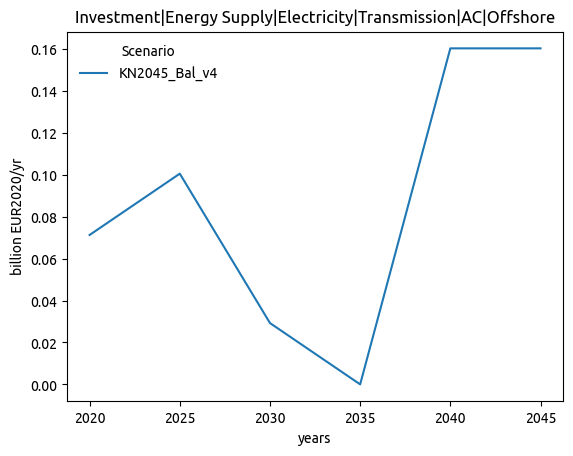 Investment|Energy Supply|Electricity|Transmission|AC|Offshore
Scenario
KN2045_Bal_v4
billion EUR2020/yr
0.16
0.14
0.12
0.10
0.08
0.06
0.04
0.02
0.00
2020 2025 2030 2035 2040 2045
years